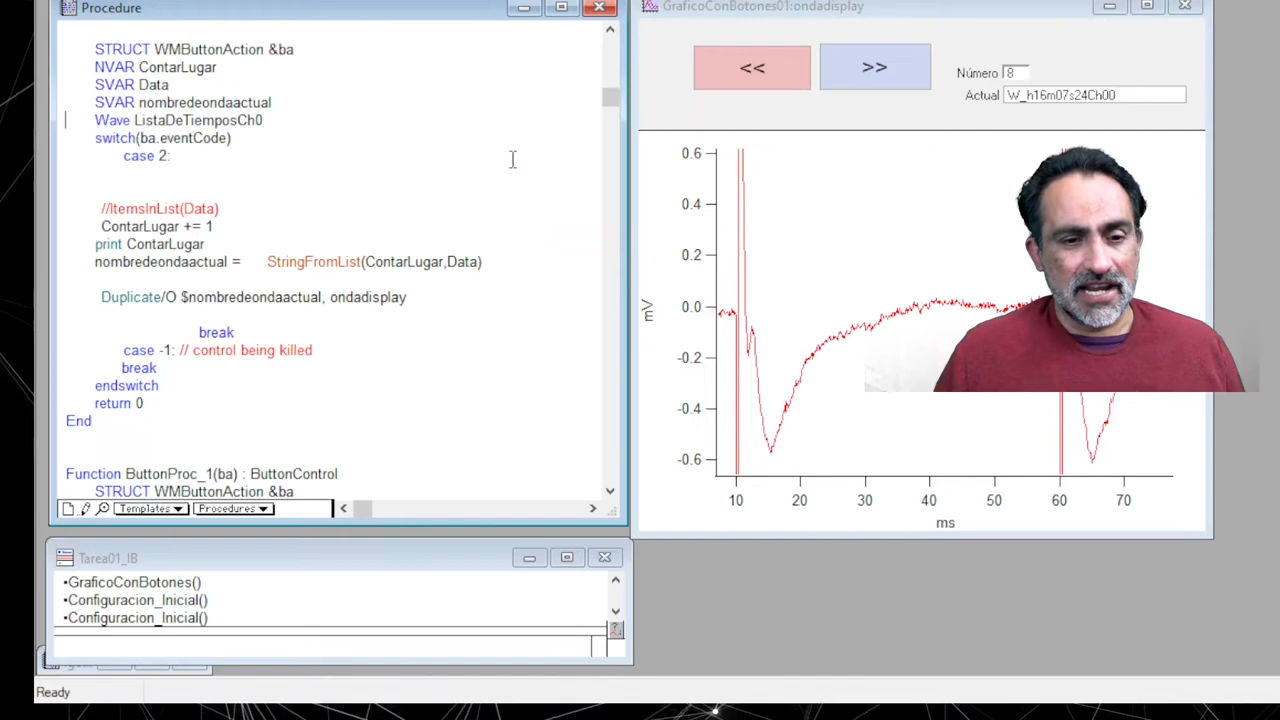 Procedure
STRUCT WMButtonAction &ba
NVAR ContarLugar
SVAR Data
SVAR nombredeondaactual
Wave ListaDeTiemposCh0
switch(ba.eventCode)
case 2:
//ItemsInList(Data)
ContarLugar += 1
print ContarLugar
nombredeondaactual = StringFromList(ContarLugar,Data)
Duplicate/O $nombredeondaactual, ondadisplay
break
case -1: // control being killed
break
endswitch
return 0
End
Function ButtonProc_1(ba) : ButtonControl
STRUCT WMButtonAction &ba
Templates
Procedures
GraficoConBotones01:ondadisplay
<<
>>
Número 8
Actual W_h16m07s24Ch00
0.6
0.4
0.2
0.0
-0.2
-0.4
-0.6
mV
10 20 30 40 50 60 70
ms
Tarea01_IB
•GraficoConBotones()
•Configuracion_Inicial()
•Configuracion_Inicial()
Ready